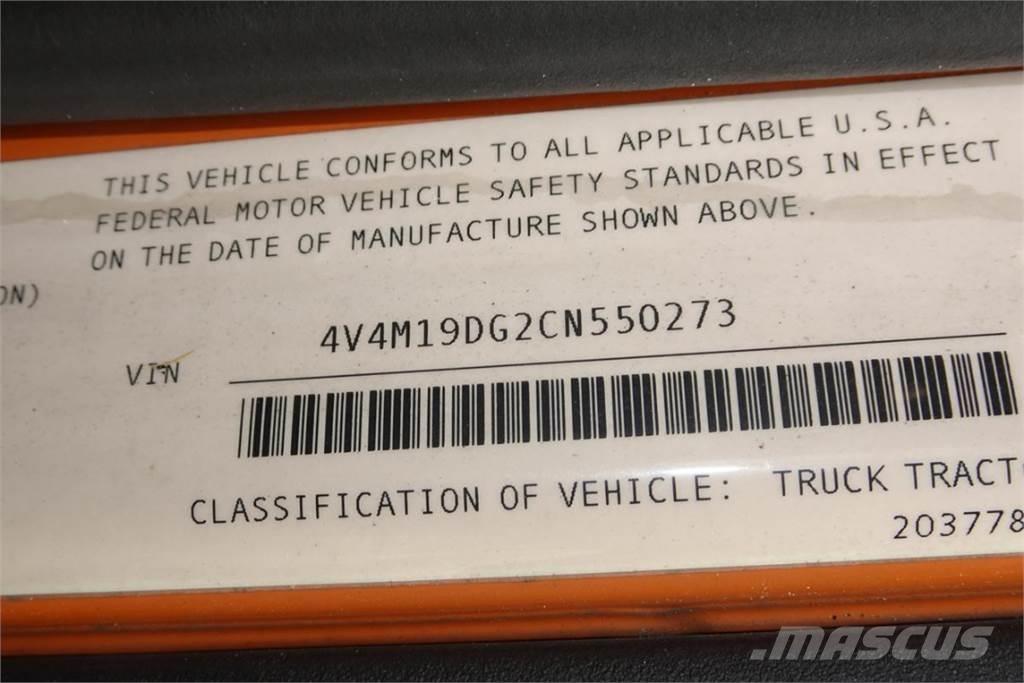 THIS VEHICLE CONFORMS TO ALL APPLICABLE U.S.A.
FEDERAL MOTOR VEHICLE SAFETY STANDARDS IN EFFECT
ON THE DATE OF MANUFACTURE SHOWN ABOVE.
ON)
4V4M19DG2CN550273
VIN
CLASSIFICATION OF VEHICLE: TRUCK TRACT
203778
MASCUS